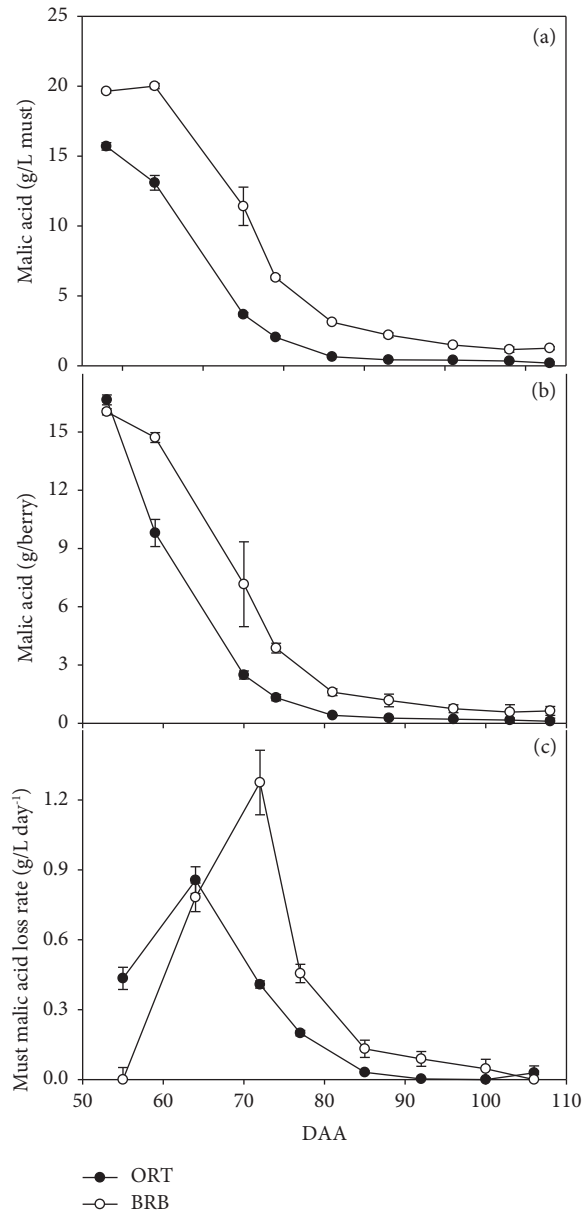 25
(a)
20
15
10
5
0
Malic acid (g/L must)
(b)
15
12
9
6
3
0
Malic acid (g/berry)
(c)
1.2
0.9
0.6
0.3
0.0
Must malic acid loss rate (g/L day-1)
50 60 70 80 90 100 110
DAA
ORT
BRB